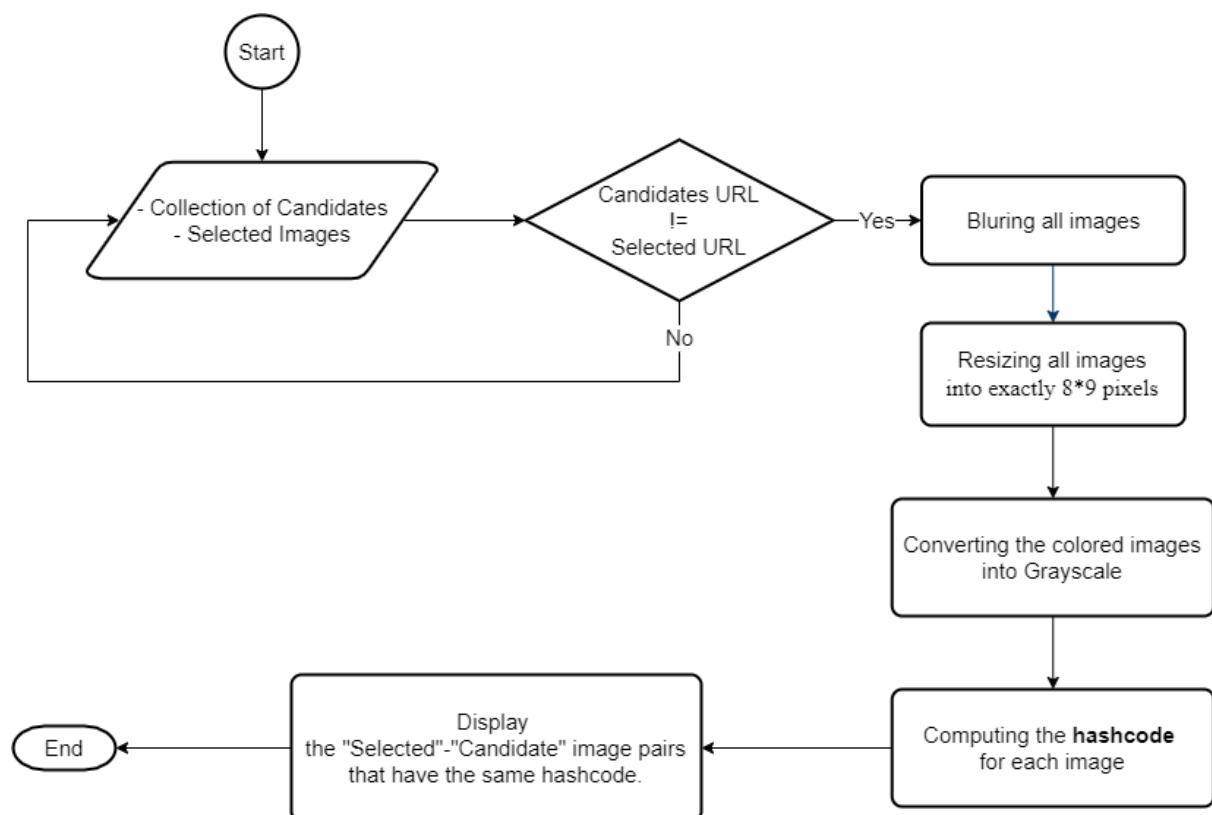 Start
- Collection of Candidates
- Selected Images
Candidates URL
!=
Selected URL
Yes
Bluring all images
No
Resizing all images
into exactly 8*9 pixels
Converting the colored images
into Grayscale
Computing the hashcode
for each image
Display
the "Selected"-"Candidate" image pairs
that have the same hashcode.
End